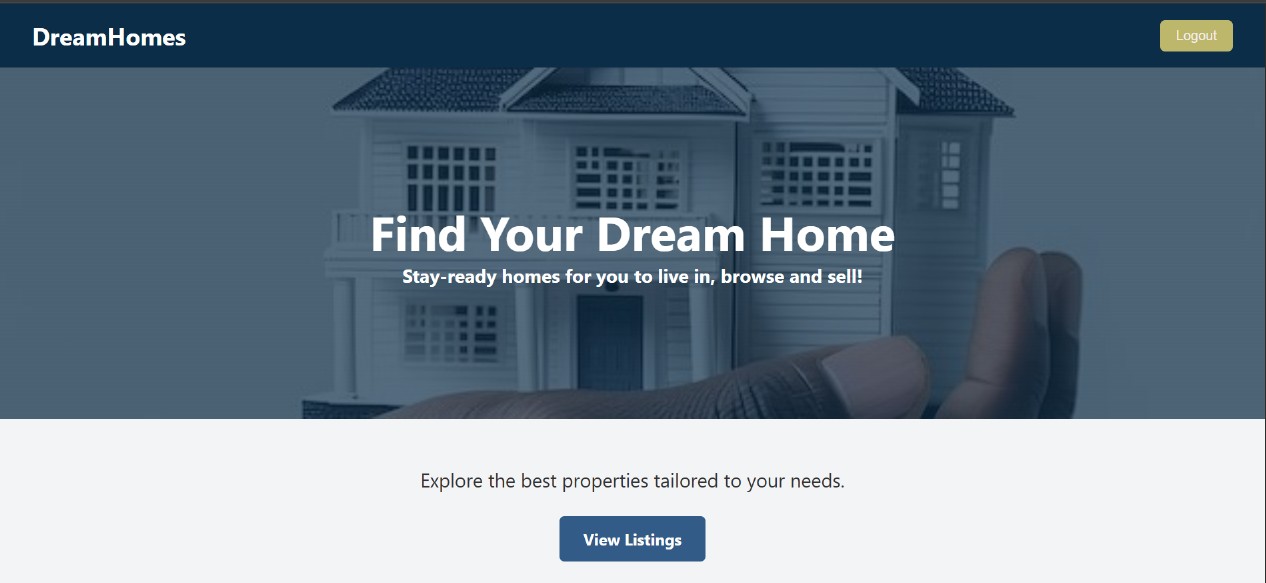 DreamHomes
Logout
Find Your Dream Home
Stay-ready homes for you to live in, browse and sell!
Explore the best properties tailored to your needs.
View Listings